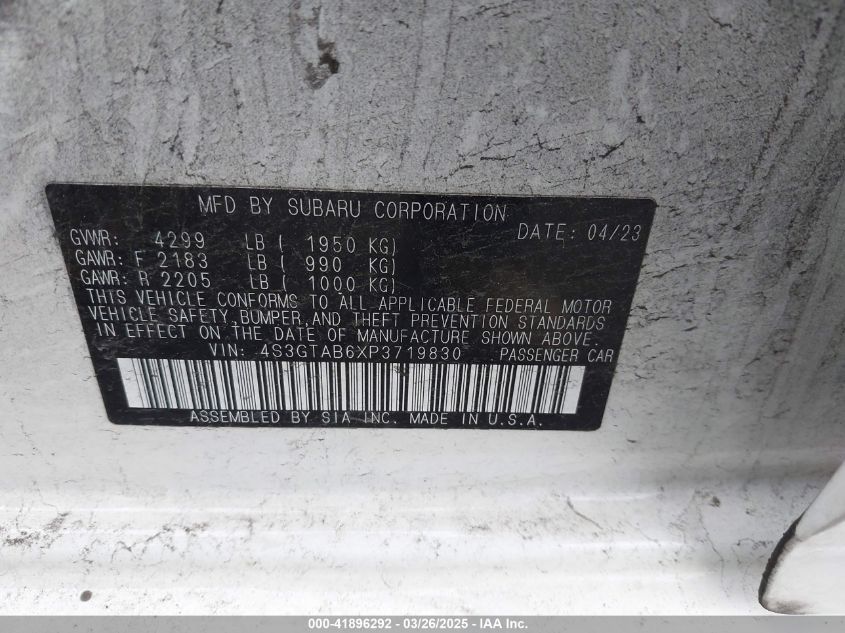 MFD BY SUBARU CORPORATION
DATE: 04/23
GVWR: 4299 LB ( 1950 KG)
GAWR: F 2183 LB ( 990 KG)
GAWR: R 2205 LB ( 1000 KG)
THIS VEHICLE CONFORMS TO ALL APPLICABLE FEDERAL MOTOR
VEHICLE SAFETY, BUMPER, AND THEFT PREVENTION STANDARDS
IN EFFECT ON THE DATE OF MANUFACTURE SHOWN ABOVE.
VIN: 4S3GTAB6XP3719830 PASSENGER CAR
ASSEMBLED BY SIA INC. MADE IN U.S.A.
000-41896292 - 03/26/2025 - IAA Inc.